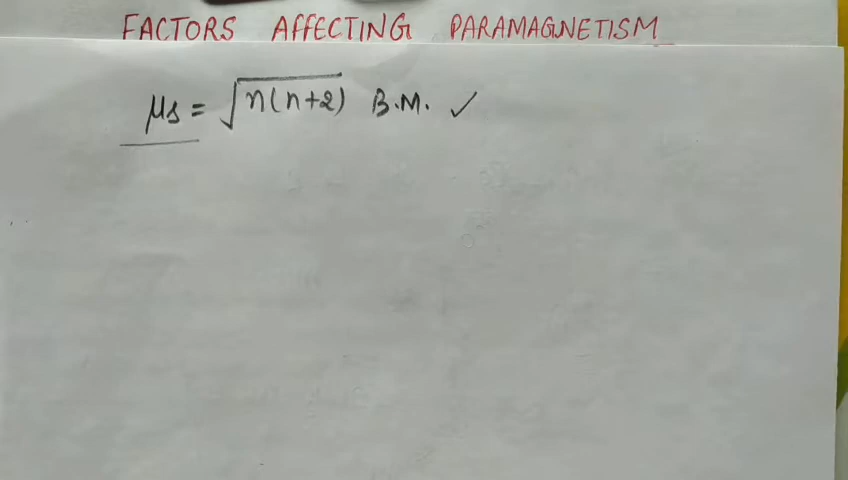 FACTORS AFFECTING PARAMAGNETISM
μs = √n(n+2) B.M. ✓